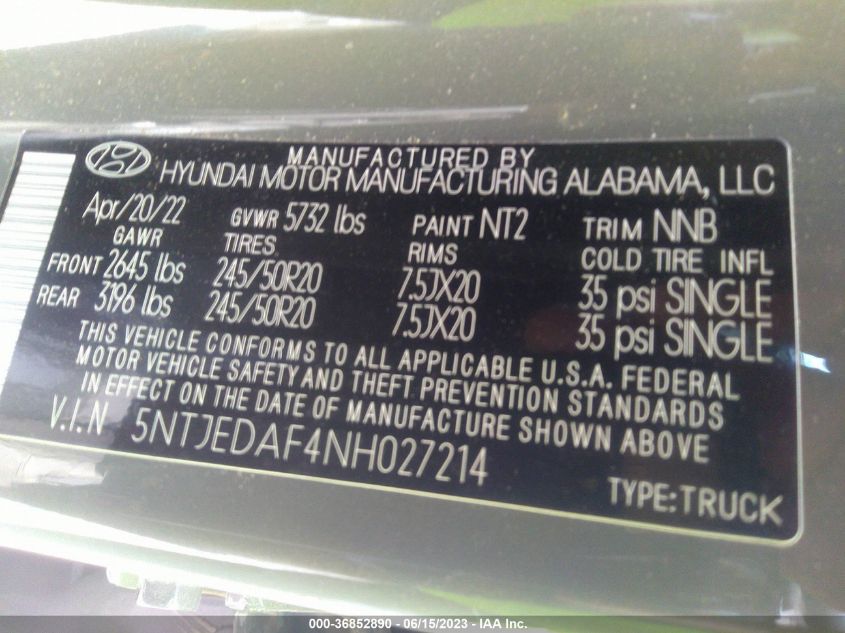 MANUFACTURED BY
HYUNDAI MOTOR MANUFACTURING ALABAMA, LLC
Apr/20/22 GVWR 5732 lbs PAINT NT2 TRIM NNB
GAWR TIRES RIMS COLD TIRE INFL
FRONT 2645 lbs 245/50R20 7.5JX20 35 psi SINGLE
REAR 3196 lbs 245/50R20 7.5JX20 35 psi SINGLE
THIS VEHICLE CONFORMS TO ALL APPLICABLE U.S.A. FEDERAL
MOTOR VEHICLE SAFETY AND THEFT PREVENTION STANDARDS
IN EFFECT ON THE DATE OF MANUFACTURE SHOWN ABOVE
V.I.N 5NTJEDAF4NH027214
TYPE:TRUCK
000-36852890 - 06/15/2023 - IAA Inc.